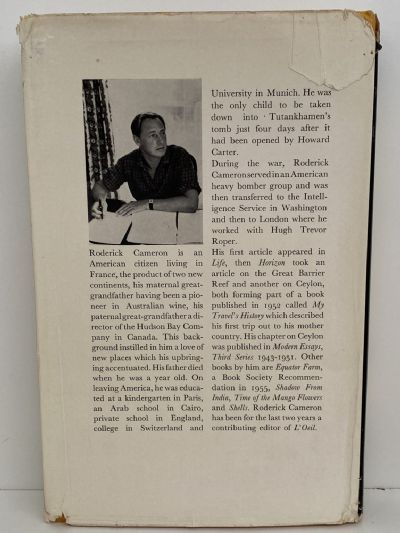 Roderick Cameron is an
American citizen living in
France, the product of two new
continents, his maternal great-
grandfather having been a pio-
neer in Australian wine, his
paternal great-grandfather a di-
rector of the Hudson Bay Com-
pany in Canada. This back-
ground instilled in him a love of
new places which his upbring-
ing accentuated. His father died
when he was a year old. On
leaving America, he was educa-
ted at a kindergarten in Paris,
an Arab school in Cairo,
private school in England,
college in Switzerland and
University in Munich. He was
the only child to be taken
down into Tutankhamen's
tomb just four days after it
had been opened by Howard
Carter.
During the war, Roderick
Cameron served in an American
heavy bomber group and was
then transferred to the Intell-
igence Service in Washington
and then to London where he
worked with Hugh Trevor
Roper.
His first article appeared in
Life, then Horizon took an
article on the Great Barrier
Reef and another on Ceylon,
both forming part of a book
published in 1952 called My
Travel's History which described
his first trip out to his mother
country. His chapter on Ceylon
was published in Modern Essays,
Third Series 1943-1951. Other
books by him are Equator Farm,
a Book Society Recommen-
dation in 1955, Shadow From
India, Time of the Mango Flowers
and Shells. Roderick Cameron
has been for the last two years a
contributing editor of L'Oeil.